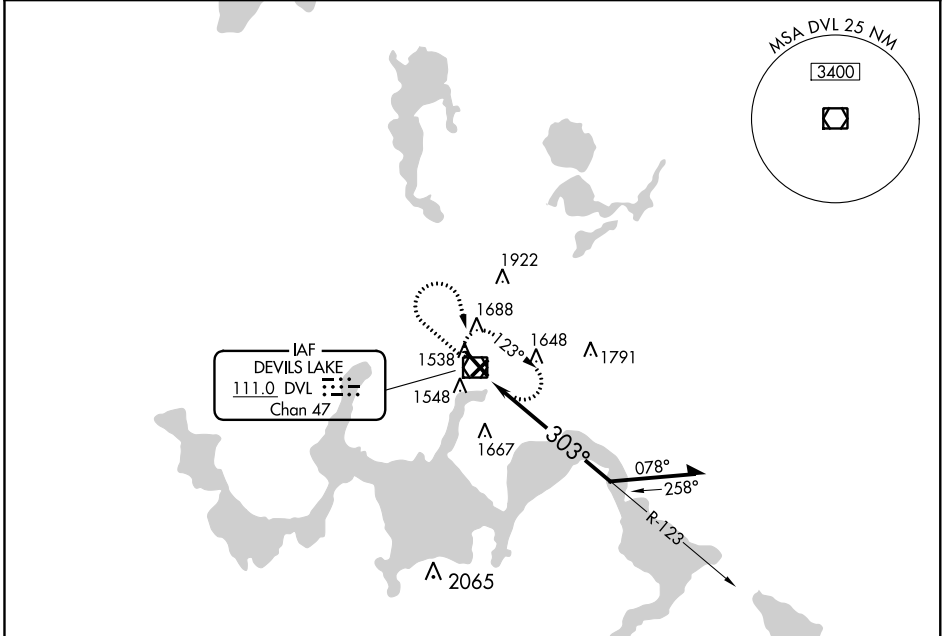 MSA DVL 25 NM
3400
1922
1688
123°
1648
1791
1538
1548
1667
IAF
DEVILS LAKE
111.0 DVL
Chan 47
303°
078°
258°
R-123
2065